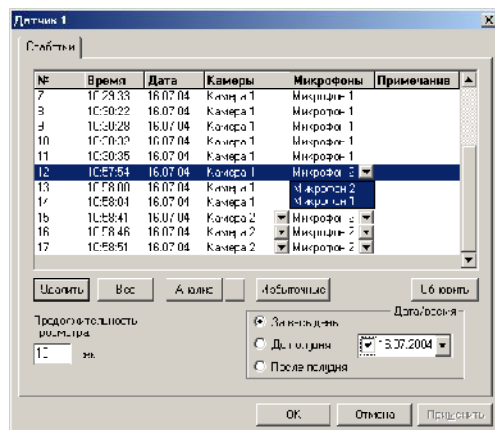 Датчик 1
Сработки
№ Время Дата Камеры Микрофоны Примечание
7 10:29:33 16.07.04 Камера 1 Микрофон 1
8 10:30:22 16.07.04 Камера 1 Микрофон 1
9 10:30:28 16.07.04 Камера 1 Микрофон 1
10 10:30:32 16.07.04 Камера 1 Микрофон 1
11 10:30:35 16.07.04 Камера 1 Микрофон 1
12 10:57:54 16.07.04 Камера 1 Микрофон 2
13 10:58:00 16.07.04 Камера 1 Микрофон 2
14 10:58:04 16.07.04 Камера 1 Микрофон 1
15 10:58:41 16.07.04 Камера 2 Микрофон 2
16 10:58:46 16.07.04 Камера 2 Микрофон 2
17 10:58:51 16.07.04 Камера 2 Микрофон 2
Удалить Все Анализ Избыточные Обновить
Продолжительность
просмотра
10
Дата/время
За весь день
До полудня
16.07.2004
После полудня
OK Отмена Применить